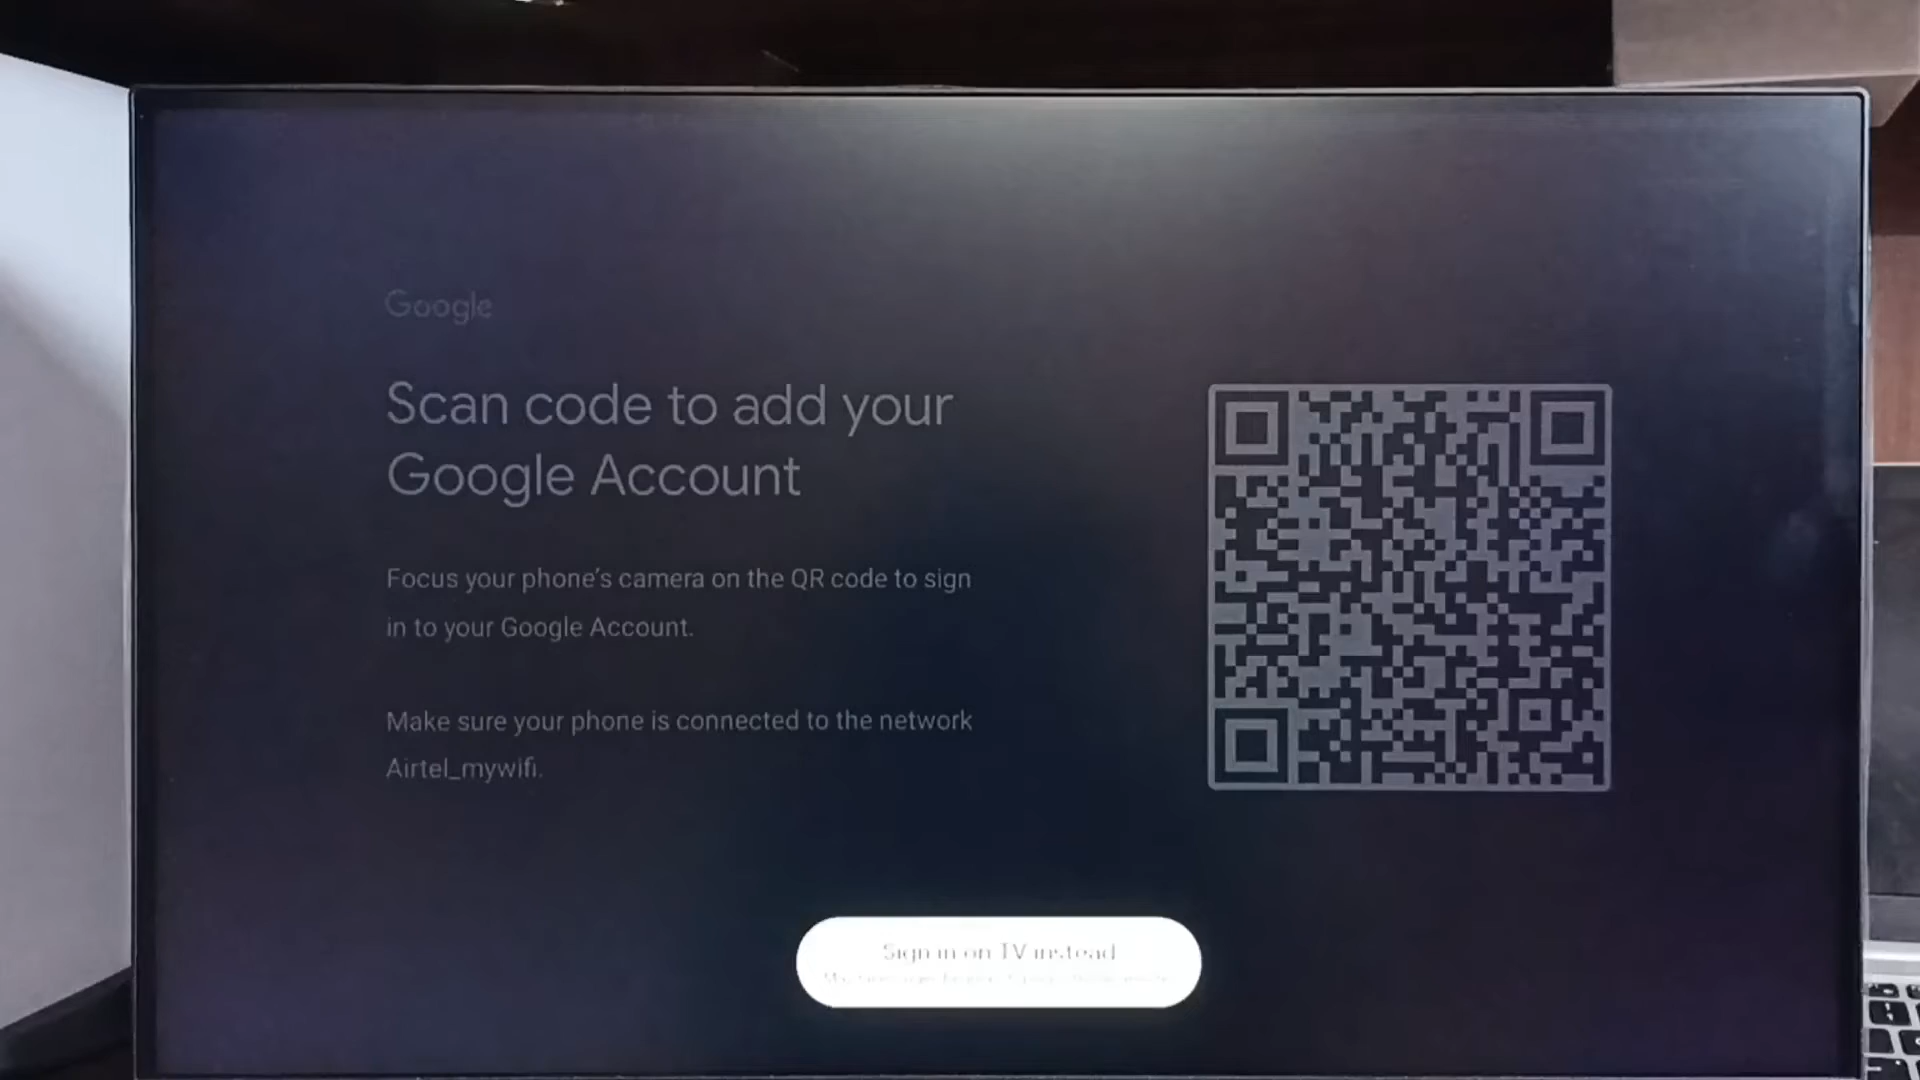 Google
Scan code to add your
Google Account
Focus your phone's camera on the QR code to sign
in to your Google Account.
Make sure your phone is connected to the network
Airtel_mywifi.
Sign in on TV instead